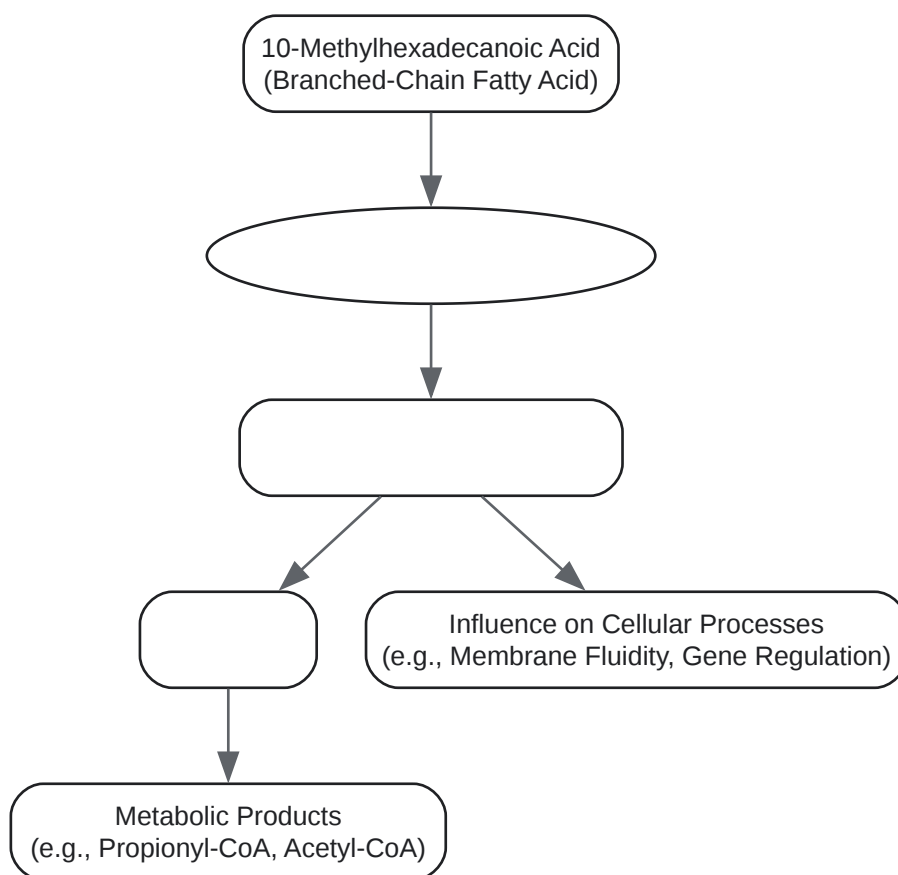 10-Methylhexadecanoic Acid
(Branched-Chain Fatty Acid)
Influence on Cellular Processes
(e.g., Membrane Fluidity, Gene Regulation)
Metabolic Products
(e.g., Propionyl-CoA, Acetyl-CoA)